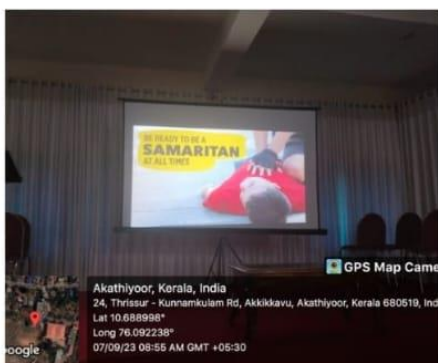 BE READY TO BE A
SAMARITAN
AT ALL TIMES
GPS Map Came
Akathiyoor, Kerala, India
24, Thrissur - Kunnamkulam Rd, Akkikkavu, Akathiyoor, Kerala 680519, Ind
Lat 10.688998°
Long 76.092238°
07/09/23 08:55 AM GMT +05:30
oogle